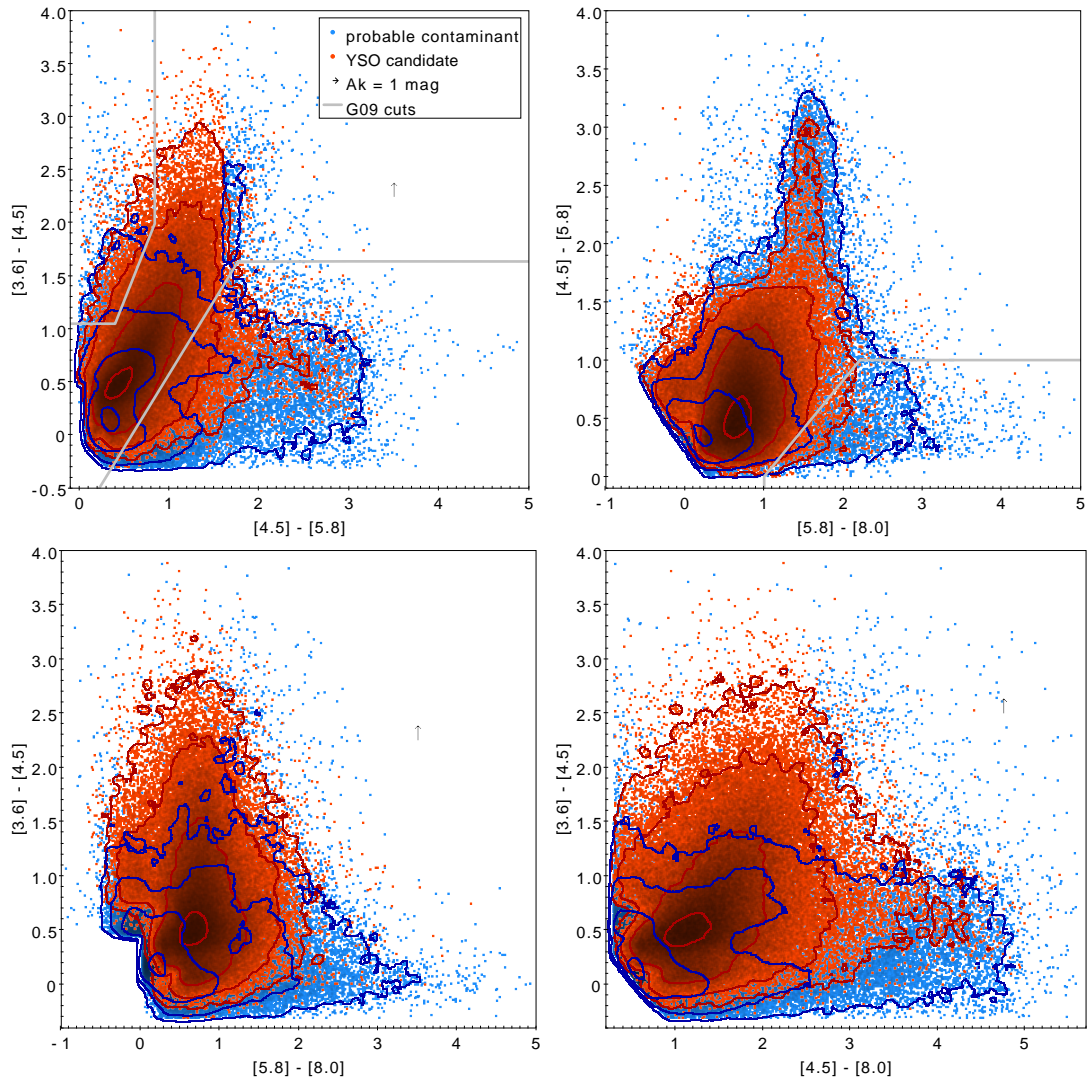 4.0
3.5
3.0
2.5
2.0
1.5
1.0
0.5
0
-0.5
[3.6] - [4.5]
probable contaminant
YSO candidate
Ak = 1 mag
G09 cuts
0 1 2 3 4 5
[4.5] - [5.8]
4.0
3.5
3.0
2.5
2.0
1.5
1.0
0.5
0
[4.5] - [5.8]
-1 0 1 2 3 4 5
[5.8] - [8.0]
4.0
3.5
3.0
2.5
2.0
1.5
1.0
0.5
0
[3.6] - [4.5]
-1 0 1 2 3 4 5
[5.8] - [8.0]
4.0
3.5
3.0
2.5
2.0
1.5
1.0
0.5
0
[3.6] - [4.5]
1 2 3 4 5
[4.5] - [8.0]